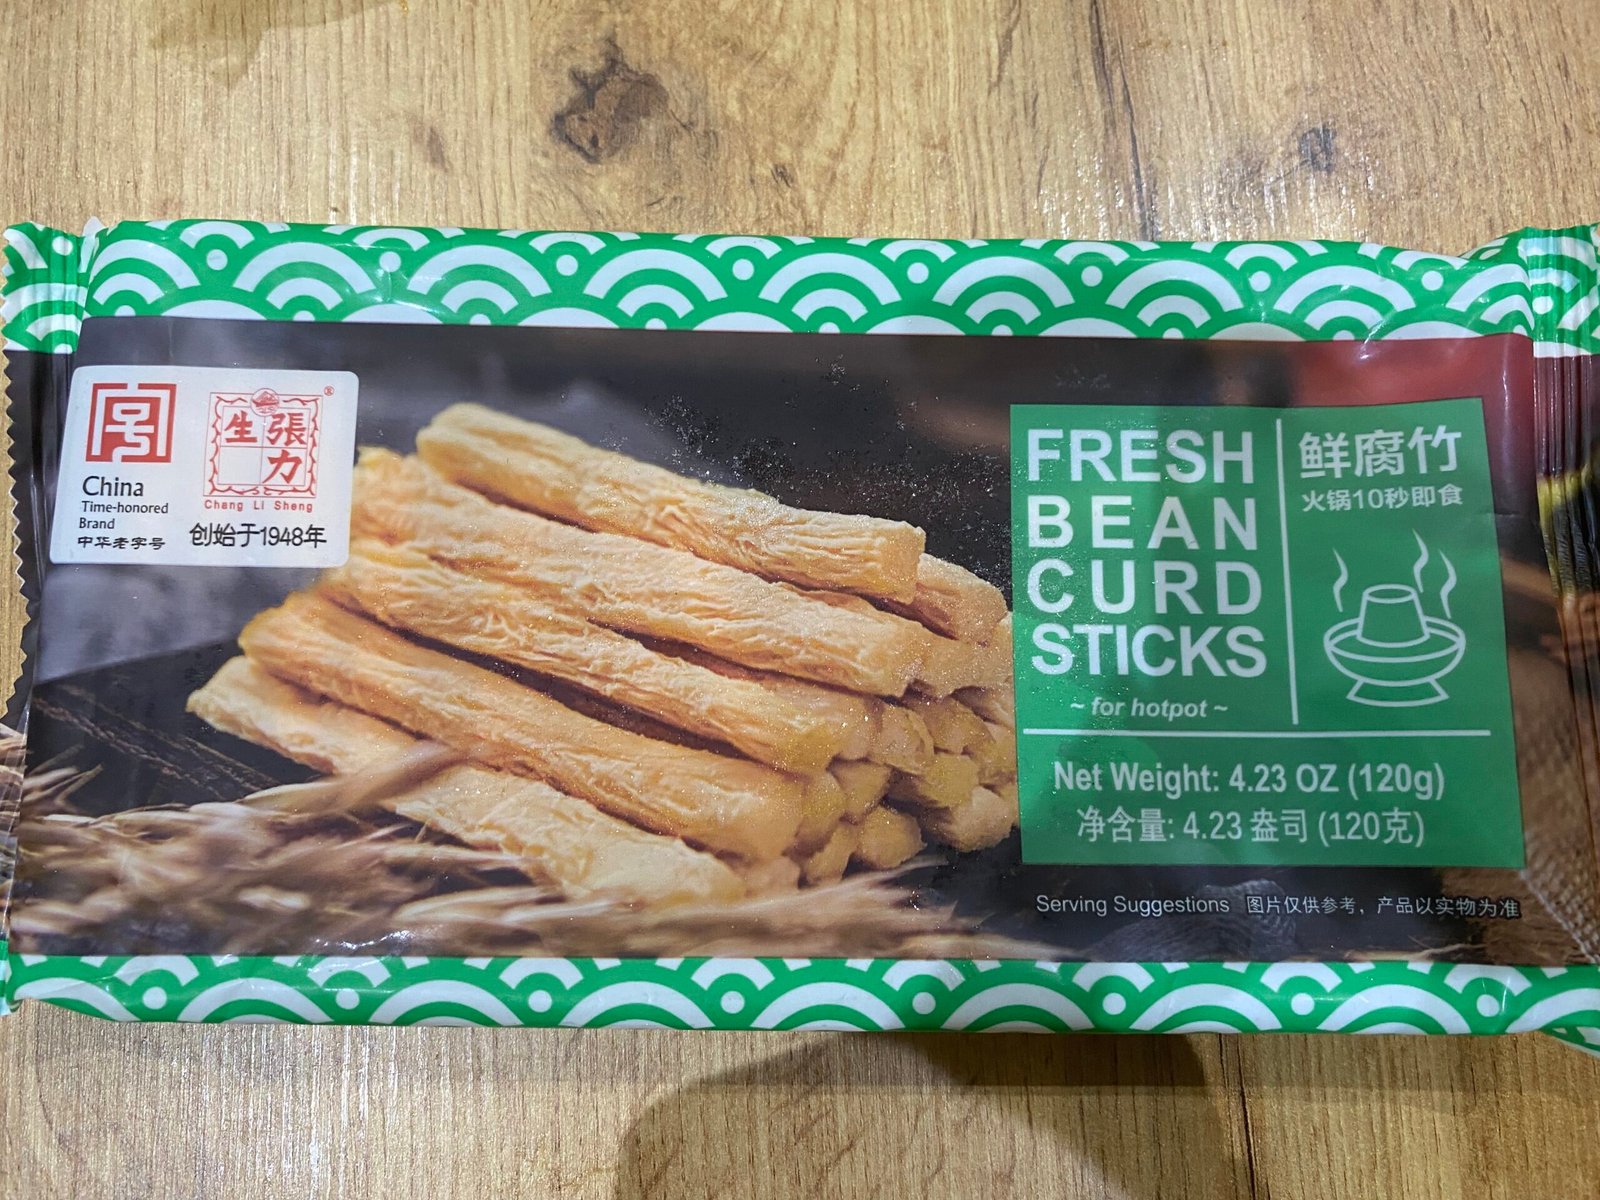 China
Time-honored
Brand
中华老字号
張力生
®
Chang Li Sheng
创始于1948年
FRESH
BEAN
CURD
STICKS
~ for hotpot ~
鲜腐竹
火锅10秒即食
Net Weight: 4.23 OZ (120g)
净含量: 4.23 盎司 (120克)
Serving Suggestions 图片仅供参考，产品以实物为准